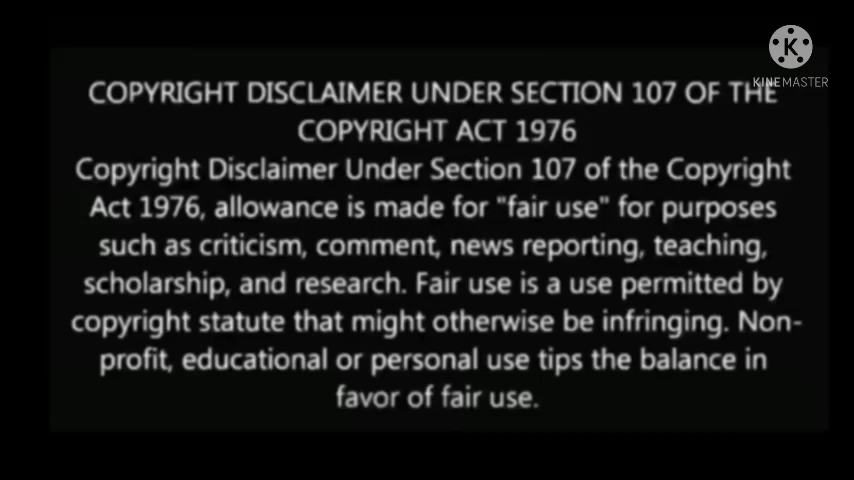 KINEMASTER
COPYRIGHT DISCLAIMER UNDER SECTION 107 OF THE
COPYRIGHT ACT 1976
Copyright Disclaimer Under Section 107 of the Copyright
Act 1976, allowance is made for "fair use" for purposes
such as criticism, comment, news reporting, teaching,
scholarship, and research. Fair use is a use permitted by
copyright statute that might otherwise be infringing. Non-
profit, educational or personal use tips the balance in
favor of fair use.